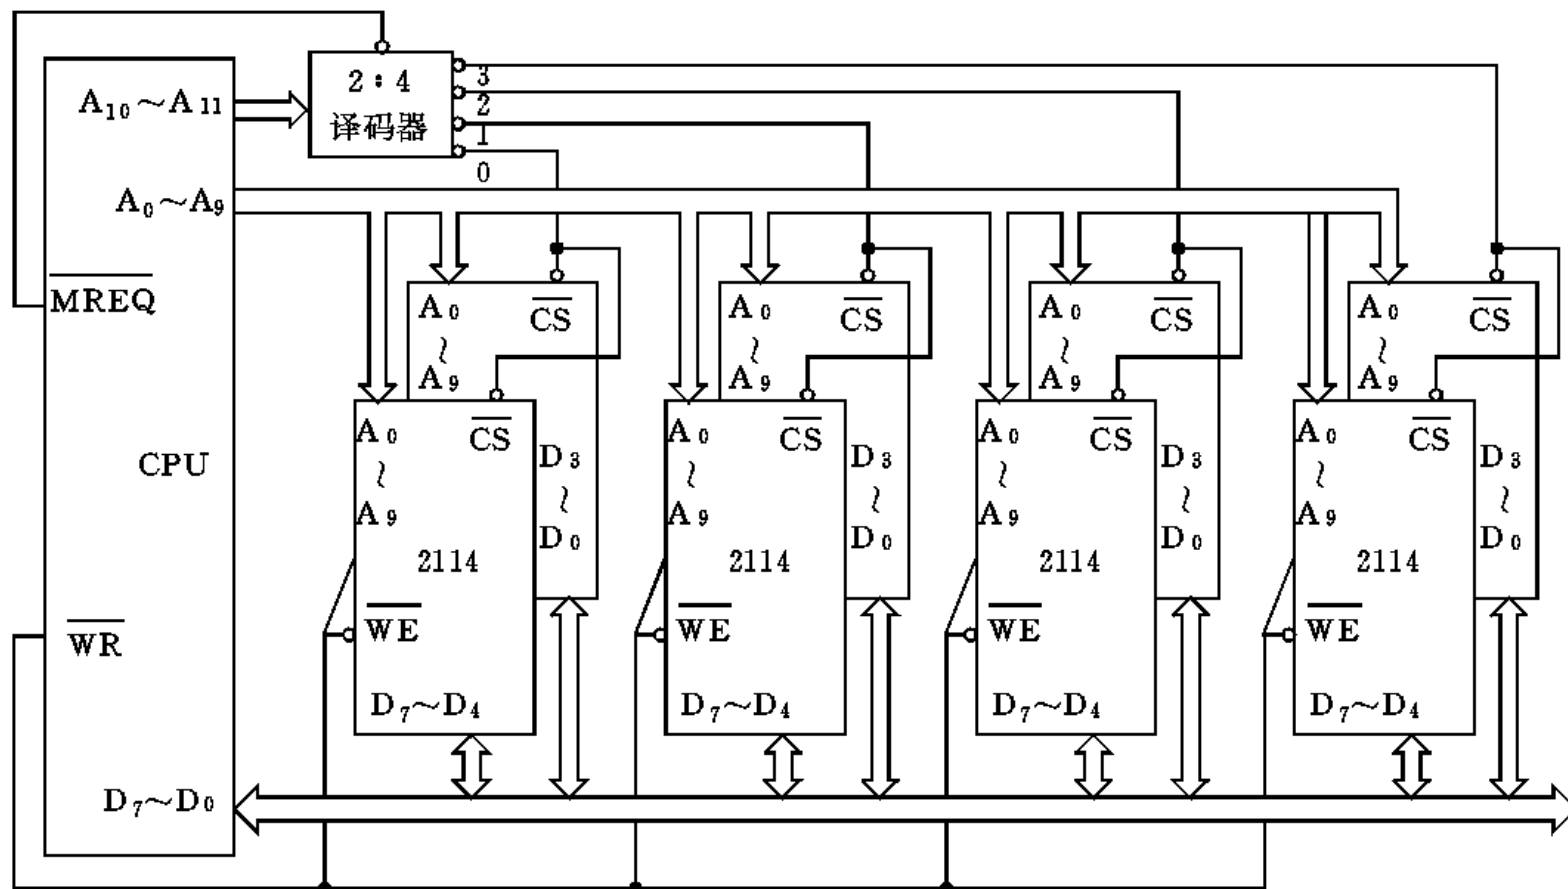 A₁₀～A₁₁
2：4
译码器
3
2
1
0
A₀～A₉
MREQ
CPU
WR
D₇～D₀
A₀
～
A₉
CS
D₃
～
D₀
A₀
～
A₉
CS
2114
WE
D₇～D₄
A₀
～
A₉
CS
D₃
～
D₀
A₀
～
A₉
CS
2114
WE
D₇～D₄
A₀
～
A₉
CS
D₃
～
D₀
A₀
～
A₉
CS
2114
WE
D₇～D₄
A₀
～
A₉
CS
D₃
～
D₀
A₀
～
A₉
CS
2114
WE
D₇～D₄